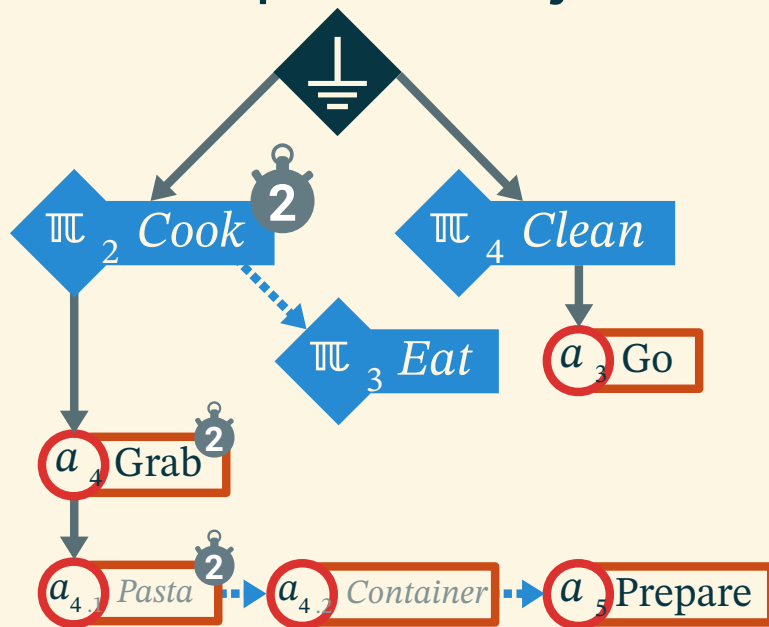 2
ℼ 2 Cook
ℼ 4 Clean
ℼ 3 Eat
a 3 Go
2
a 4 Grab
2
a 4.1 Pasta
a 4.2 Container
a 5 Prepare